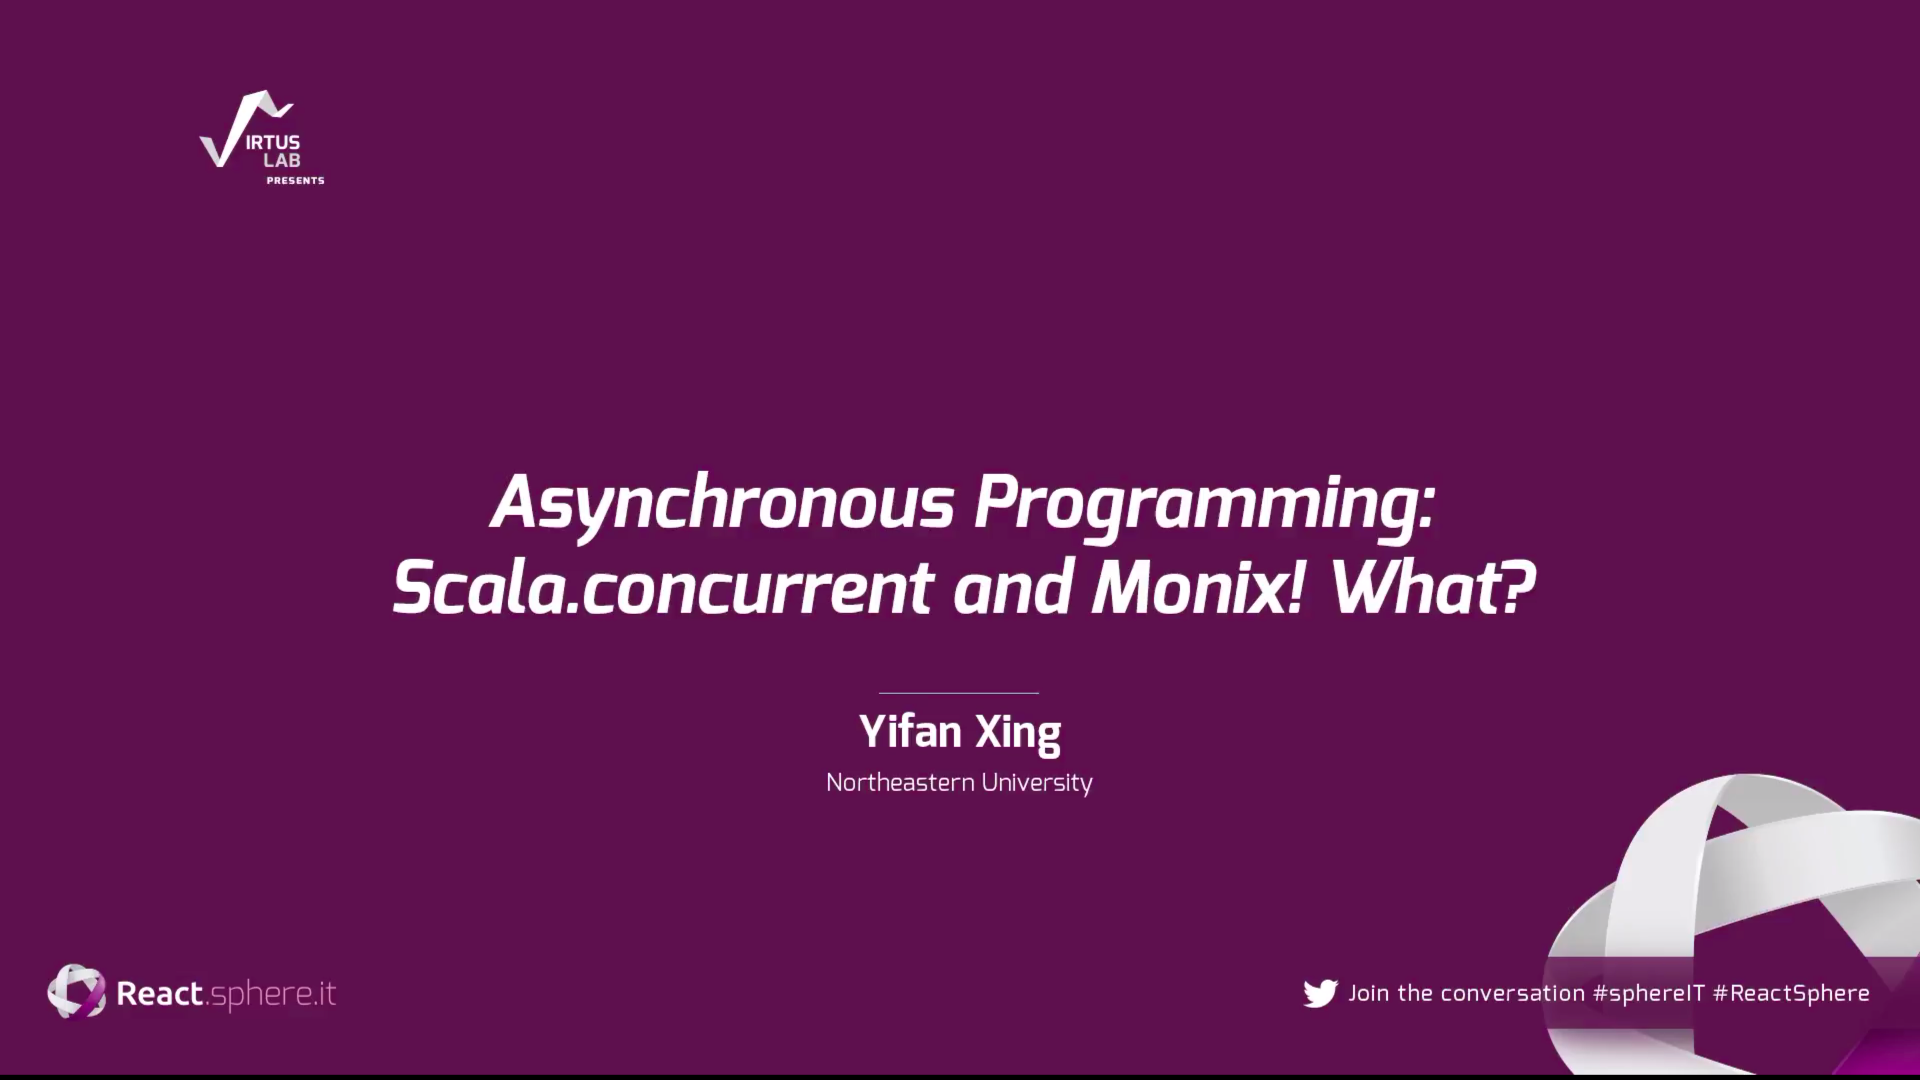 VIRTUS
LAB
PRESENTS
Asynchronous Programming:
Scala.concurrent and Monix! What?
Yifan Xing
Northeastern University
React.sphere.it
Join the conversation #sphereIT #ReactSphere